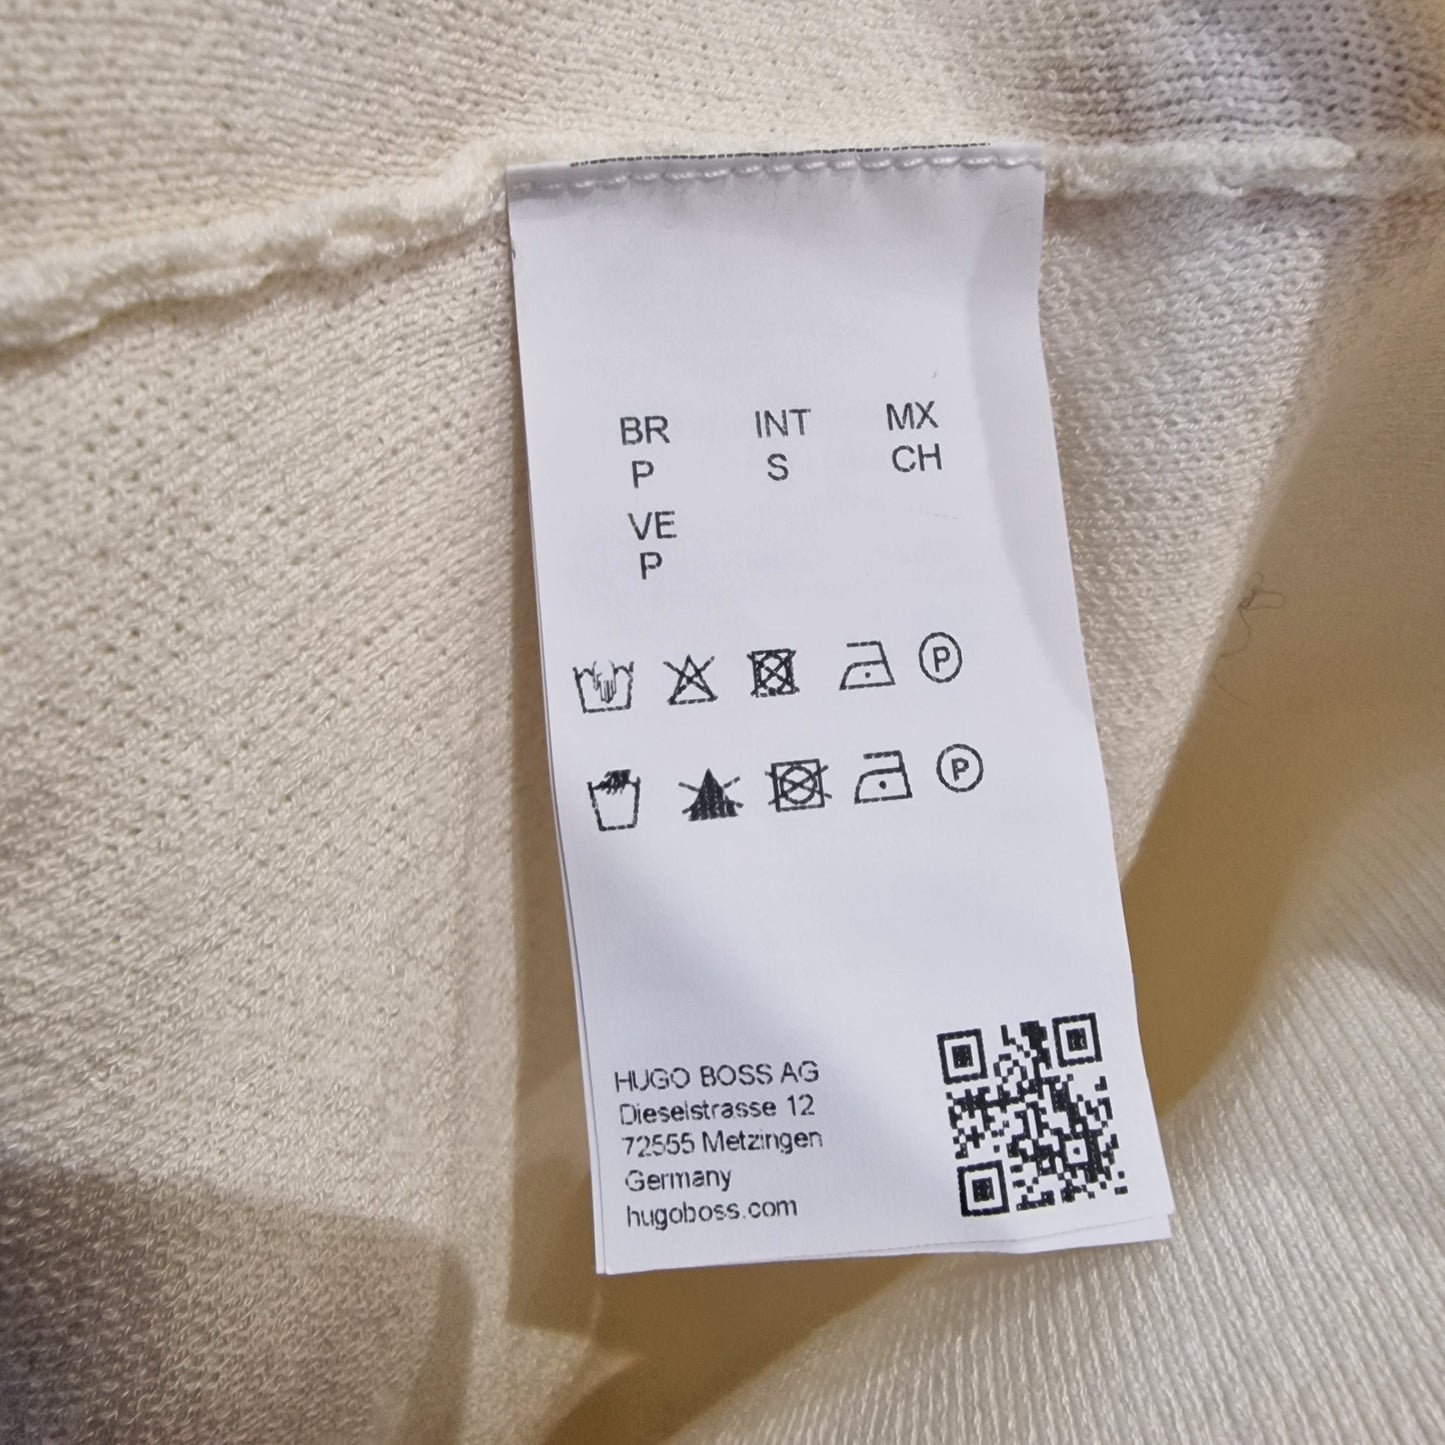 BR INT MX
P S CH
VE
P
P
P
HUGO BOSS AG
Dieselstrasse 12
72555 Metzingen
Germany
hugoboss.com